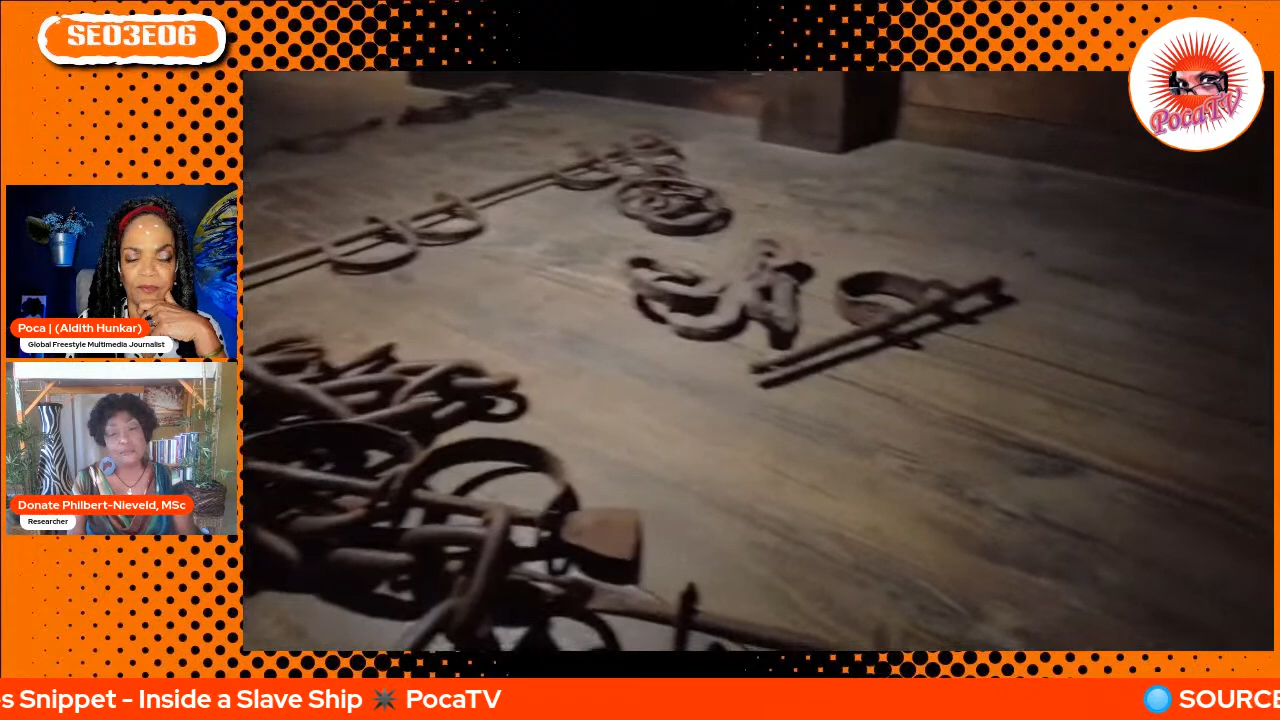 SE03E06
PocaTV
Poca | (Aldith Hunkar)
Global Freestyle Multimedia Journalist
Donate Philbert-Nieveld, MSc
Researcher
s Snippet - Inside a Slave Ship ✴ PocaTV
🔵 SOURCE